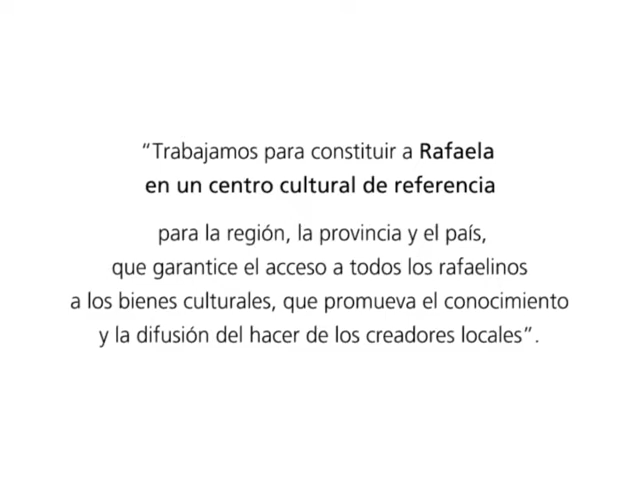 “Trabajamos para constituir a Rafaela
en un centro cultural de referencia
para la región, la provincia y el país,
que garantice el acceso a todos los rafaelinos
a los bienes culturales, que promueva el conocimiento
y la difusión del hacer de los creadores locales”.